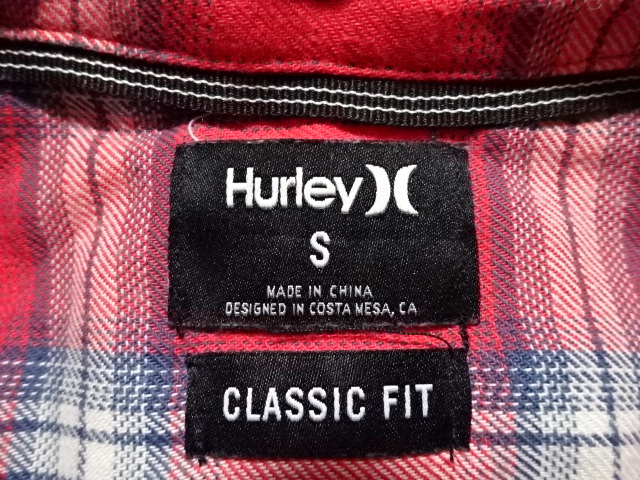 Hurley
S
MADE IN CHINA
DESIGNED IN COSTA MESA, CA
CLASSIC FIT